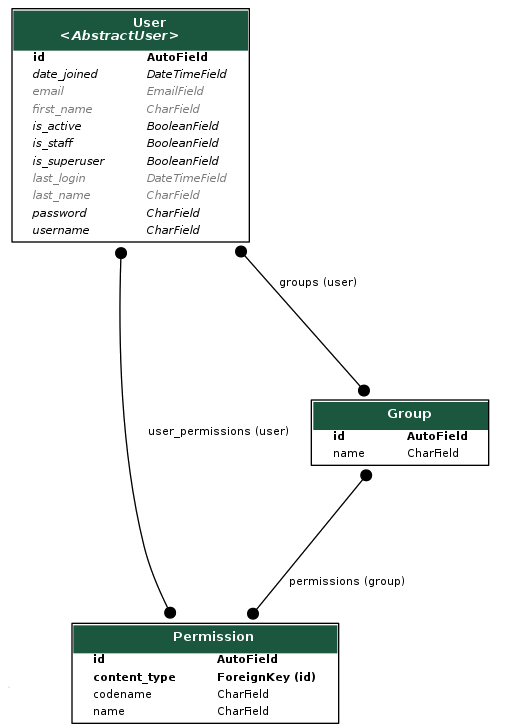 User
<AbstractUser>
id AutoField
date_joined DateTimeField
email EmailField
first_name CharField
is_active BooleanField
is_staff BooleanField
is_superuser BooleanField
last_login DateTimeField
last_name CharField
password CharField
username CharField
groups (user)
Group
id AutoField
name CharField
user_permissions (user)
permissions (group)
Permission
id AutoField
content_type ForeignKey (id)
codename CharField
name CharField